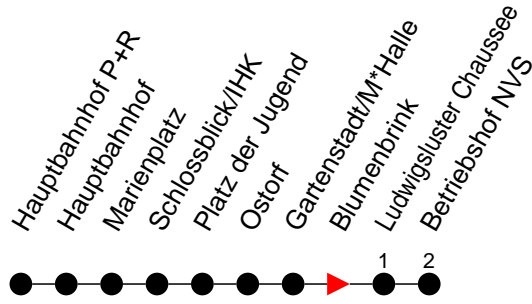 Hauptbahnhof P+R
Hauptbahnhof
Marienplatz
Schlossblick/IHK
Platz der Jugend
Ostorf
Gartenstadt/M*Halle
Blumenbrink
Ludwigsluster Chaussee
Betriebshof NVS
1 2